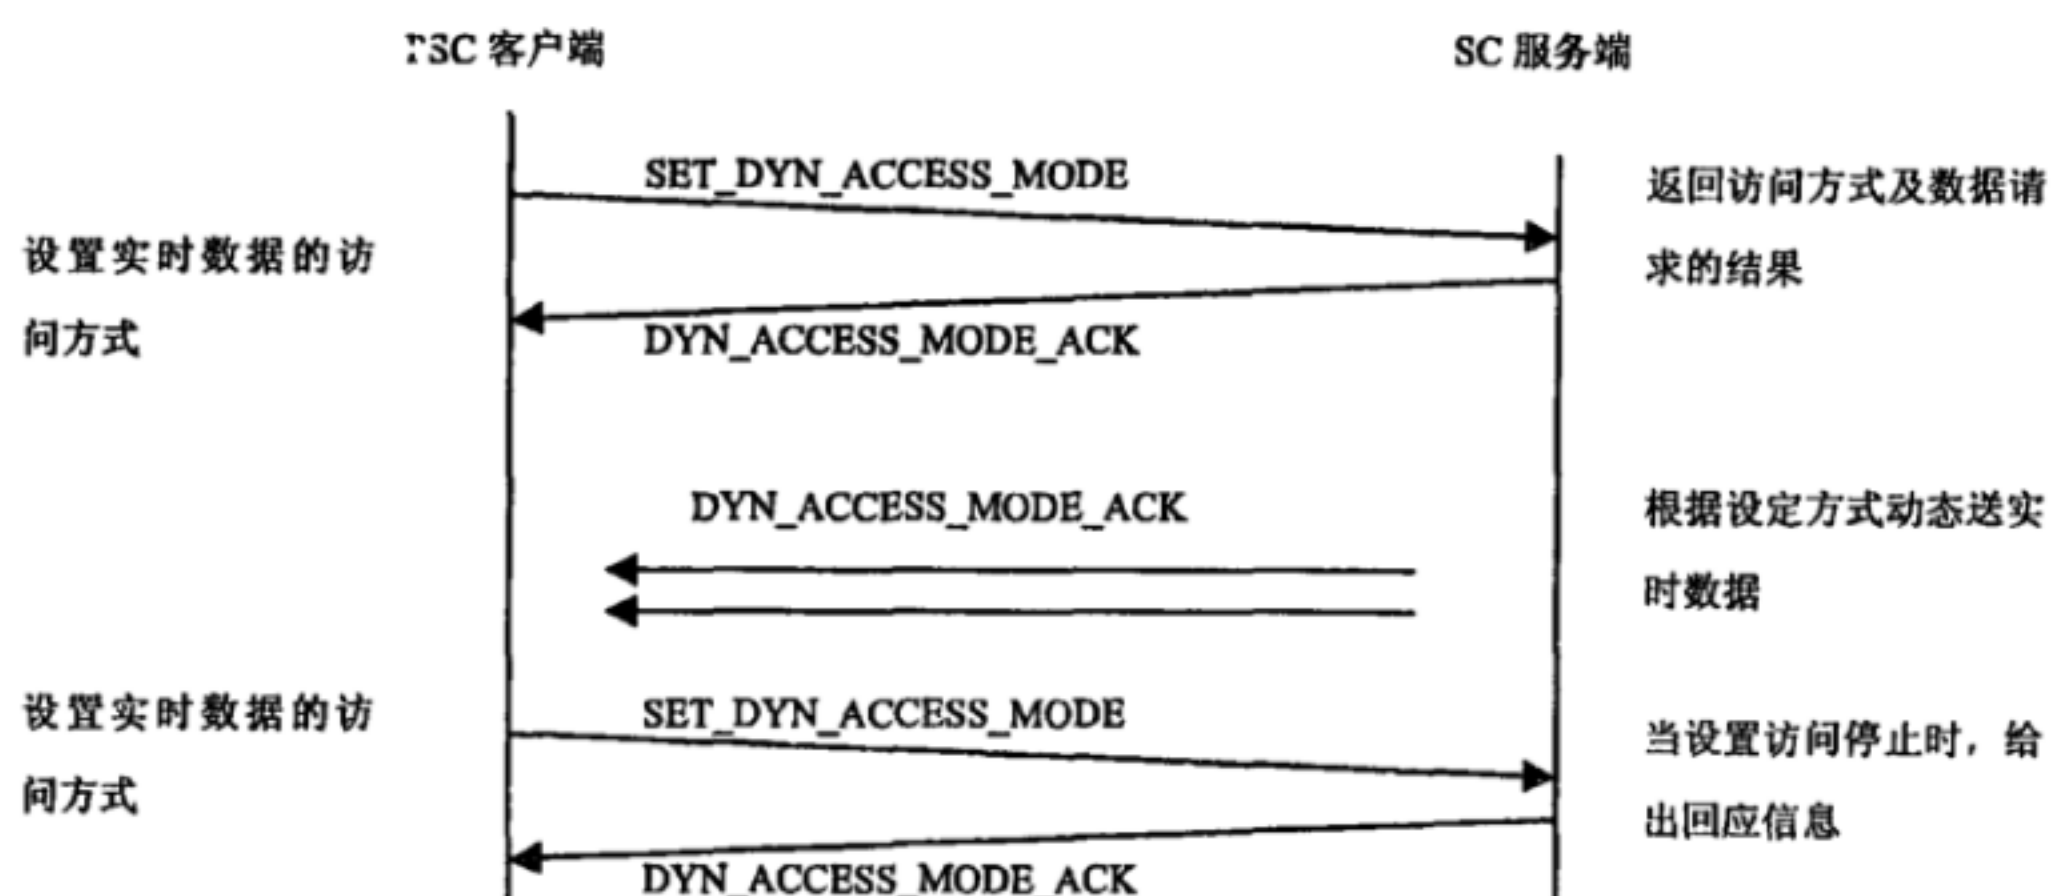 SC 客户端
SC 服务端
SET_DYN_ACCESS_MODE
返回访问方式及数据请
求的结果
设置实时数据的访
问方式
DYN_ACCESS_MODE_ACK
DYN_ACCESS_MODE_ACK
根据设定方式动态送实
时数据
设置实时数据的访
问方式
SET_DYN_ACCESS_MODE
当设置访问停止时，给
出回应信息
DYN_ACCESS_MODE_ACK